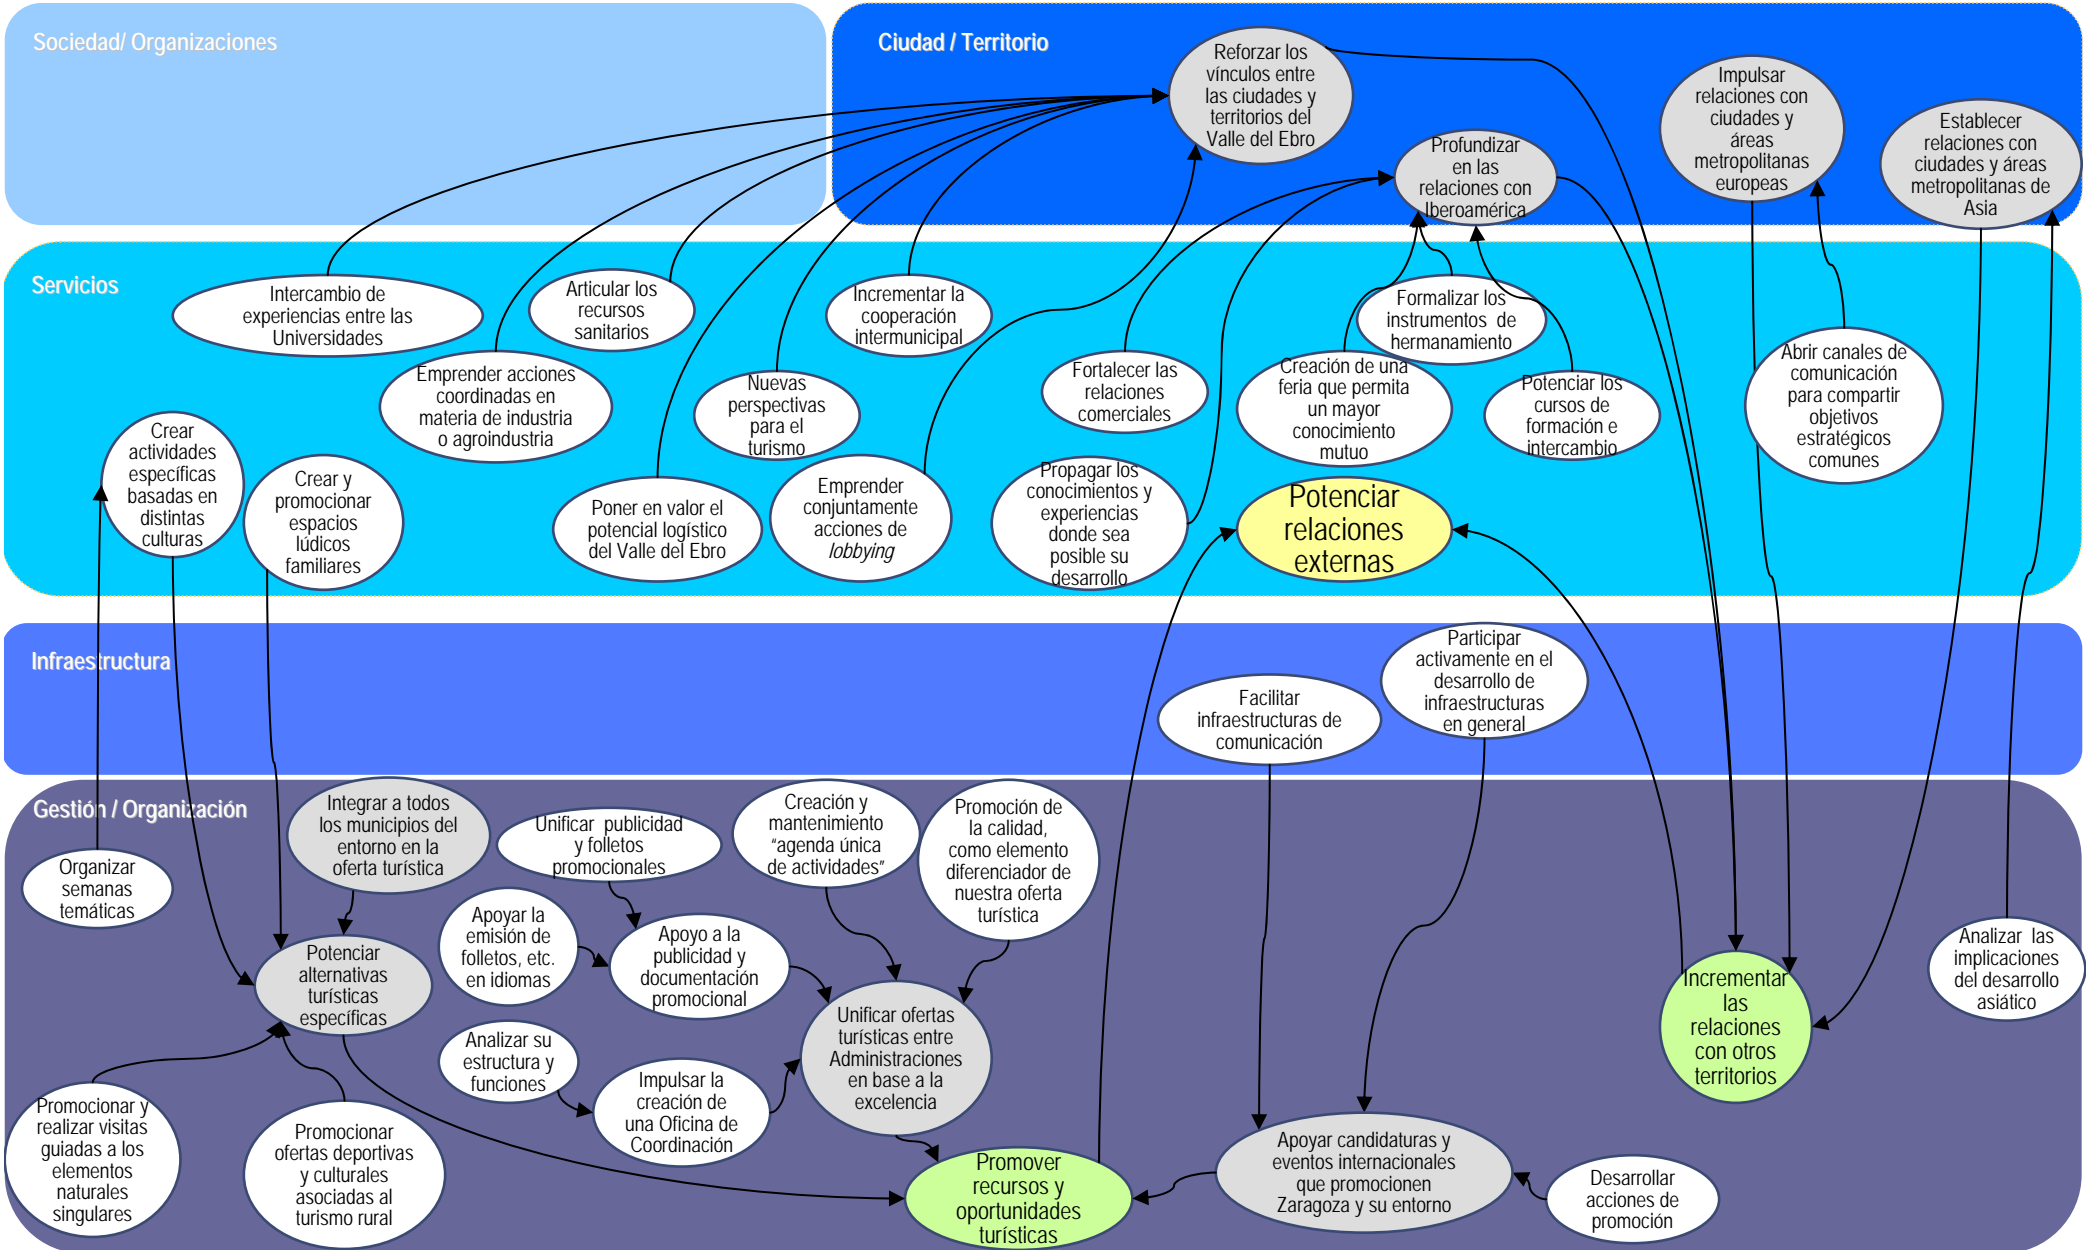 Sociedad/ Organizaciones
Ciudad / Territorio
Reforzar los
vínculos entre
las ciudades y
territorios del
Valle del Ebro
Profundizar
en las
relaciones con
Iberoamérica
Impulsar
relaciones con
ciudades y
áreas
metropolitanas
europeas
Establecer
relaciones con
ciudades y áreas
metropolitanas de
Asia
Servicios
Intercambio de
experiencias entre las
Universidades
Emprender acciones
coordinadas en
materia de industria
o agroindustria
Articular los
recursos
sanitarios
Nuevas
perspectivas
para el
turismo
Incrementar la
cooperación
intermunicipal
Fortalecer las
relaciones
comerciales
Creación de una
feria que permita
un mayor
conocimiento
mutuo
Formalizar los
instrumentos de
hermanamiento
Potenciar los
cursos de
formación e
intercambio
Abrir canales de
comunicación
para compartir
objetivos
estratégicos
comunes
Crear
actividades
específicas
basadas en
distintas
culturas
Crear y
promocionar
espacios
lúdicos
familiares
Poner en valor el
potencial logístico
del Valle del Ebro
Emprender
conjuntamente
acciones de
lobbying
Propagar los
conocimientos y
experiencias
donde sea
posible su
desarrollo
Potenciar
relaciones
externas
Infraestructura
Facilitar
infraestructuras de
comunicación
Participar
activamente en el
desarrollo de
infraestructuras
en general
Gestión / Organización
Organizar
semanas
temáticas
Integrar a todos
los municipios del
entorno en la
oferta turística
Unificar publicidad
y folletos
promocionales
Creación y
mantenimiento
“agenda única
de actividades”
Promoción de
la calidad,
como elemento
diferenciador de
nuestra oferta
turística
Apoyar la
emisión de
folletos, etc.
en idiomas
Apoyo a la
publicidad y
documentación
promocional
Potenciar
alternativas
turísticas
específicas
Analizar su
estructura y
funciones
Impulsar la
creación de
una Oficina de
Coordinación
Unificar ofertas
turísticas entre
Administraciones
en base a la
excelencia
Incrementar
las
relaciones
con otros
territorios
Analizar las
implicaciones
del desarrollo
asiático
Promocionar y
realizar visitas
guiadas a los
elementos
naturales
singulares
Promocionar
ofertas deportivas
y culturales
asociadas al
turismo rural
Promover
recursos y
oportunidades
turísticas
Apoyar candidaturas y
eventos internacionales
que promocionen
Zaragoza y su entorno
Desarrollar
acciones de
promoción